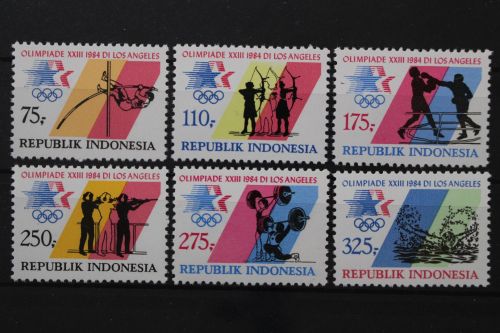 OLIMPIADE XXIII 1984 DI LOS ANGELES
75,-
REPUBLIK INDONESIA
OLIMPIADE XXIII 1984 DI LOS ANGELES
110,-
REPUBLIK INDONESIA
OLIMPIADE XXIII 1984 DI LOS ANGELES
175,-
REPUBLIK INDONESIA
OLIMPIADE XXIII 1984 DI LOS ANGELES
250,-
REPUBLIK INDONESIA
OLIMPIADE XXIII 1984 DI LOS ANGELES
275,-
REPUBLIK INDONESIA
OLIMPIADE XXIII 1984 DI LOS ANGELES
325,-
REPUBLIK INDONESIA